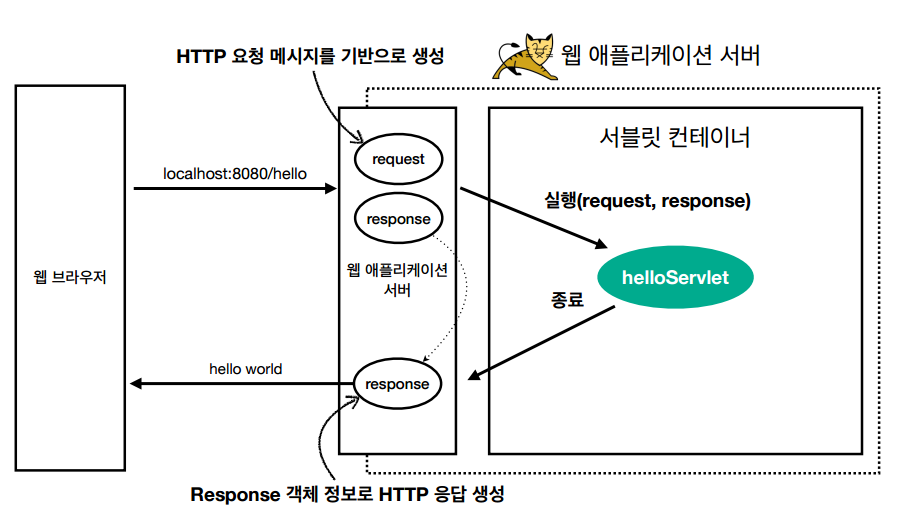 HTTP 요청 메시지를 기반으로 생성
웹 애플리케이션 서버
서블릿 컨테이너
request
localhost:8080/hello
실행(request, response)
response
웹 애플리케이션
서버
웹 브라우저
helloServlet
종료
hello world
response
Response 객체 정보로 HTTP 응답 생성